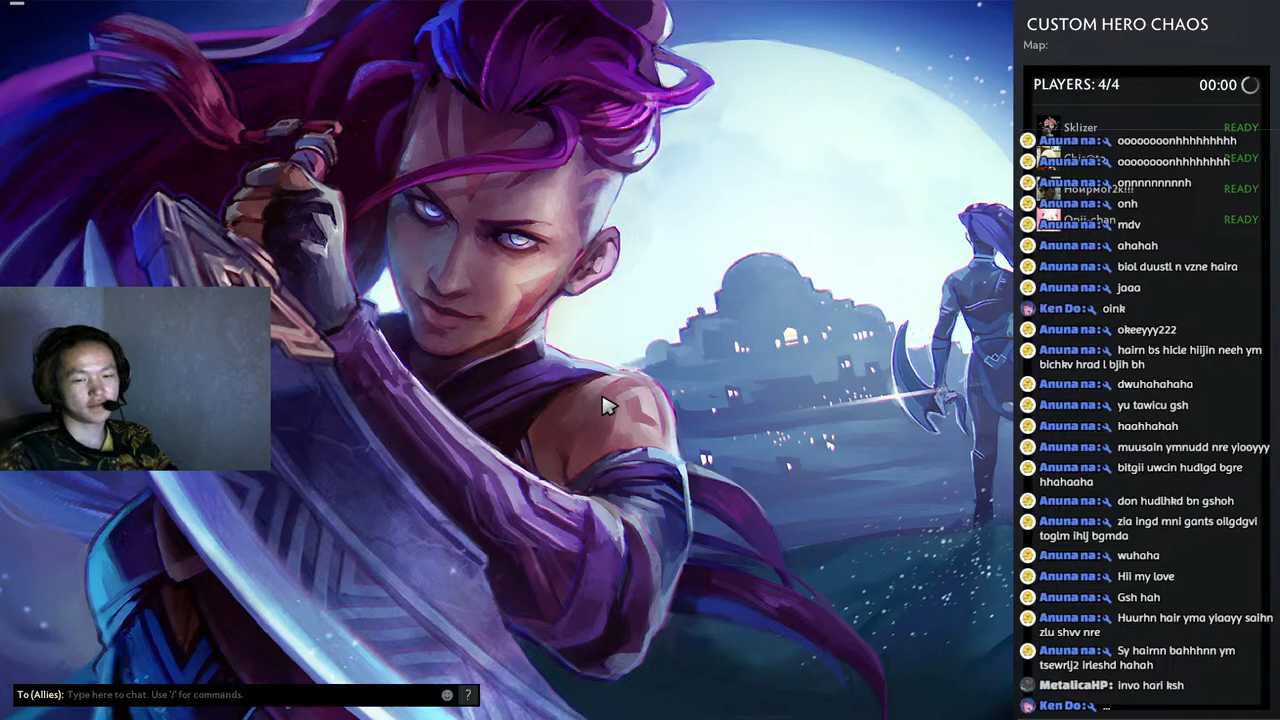 CUSTOM HERO CHAOS
Map:
PLAYERS: 4/4
00:00
Sklizer
READY
Anuna na: oooooooonhhhhhhhhh
READY
Anuna na: oooooooonhhhhhhhh
Anuna na: onnnnnnnnnh
READY
Anuna na: onh
Onii-chan
READY
Anuna na: mdv
Anuna na: ahahah
Anuna na: biol duustl n vzne haira
Anuna na: jaaa
Ken Do: oink
Anuna na: okeeyyy222
Anuna na: hairn bs hicle hiijin neeh ym
bichkv hrad l bjih bh
Anuna na: dwuhahahaha
Anuna na: yu tawicu gsh
Anuna na: haahhahah
Anuna na: muusain ymnudd nre yiooyyy
Anuna na: bitgii uwcin hudlgd bgre
hhahaaha
Anuna na: don hudlhkd bn gshoh
Anuna na: zia ingd mni gants oilgdgvi
toglm ihlj bgmda
Anuna na: wuhaha
Anuna na: Hii my love
Anuna na: Gsh hah
Anuna na: Huurhn hair yma yiaayy saihn
ziu shvv nre
Anuna na: Sy hairnn bahhhnn ym
tsewrlj2 irleshd hahah
MetalicaHP: invo hari ksh
Ken Do: ...
To (Allies): Type here to chat. Use '/' for commands.
?